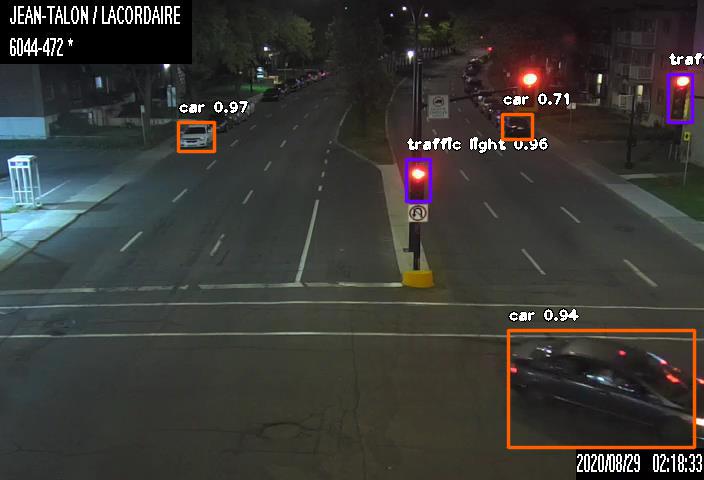 JEAN-TALON / LACORDAIRE
6044-472 *
traff
car 0.97
car 0.71
traffic light 0.96
car 0.94
2020/08/29 02:18:33